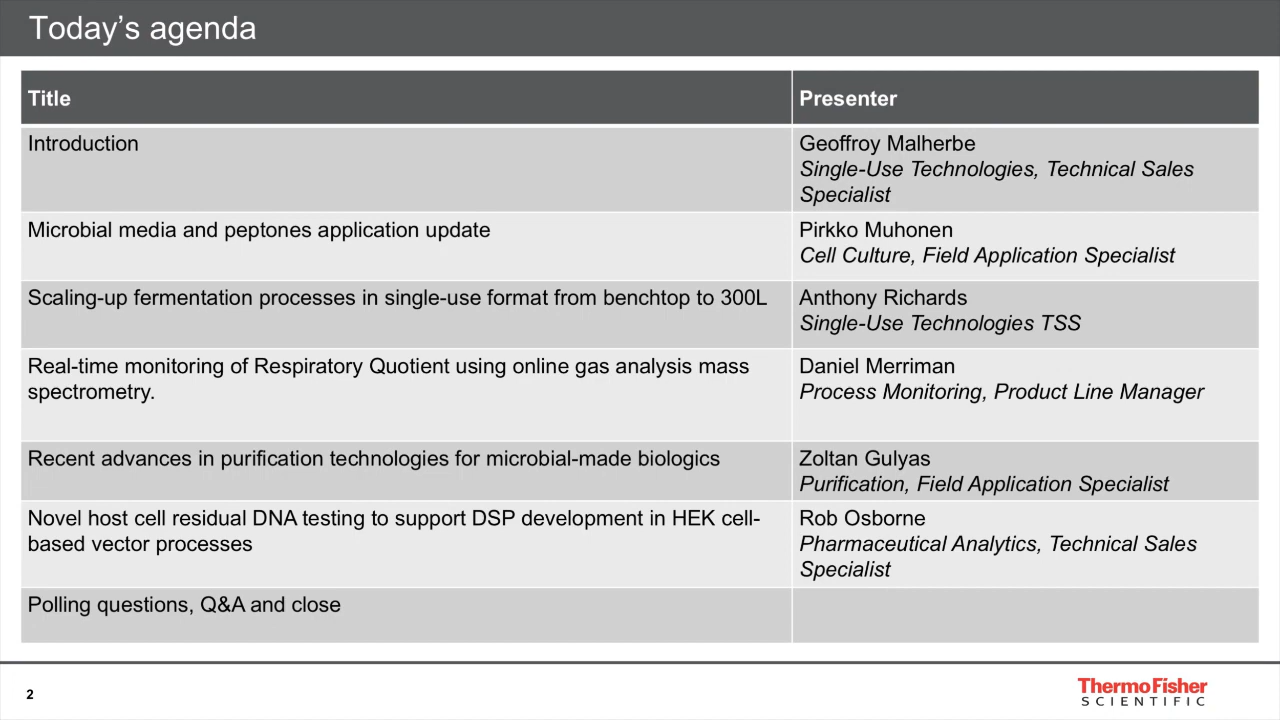 Today’s agenda
Title
Presenter
Introduction
Geoffroy Malherbe
Single-Use Technologies, Technical Sales
Specialist
Microbial media and peptones application update
Pirkko Muhonen
Cell Culture, Field Application Specialist
Scaling-up fermentation processes in single-use format from benchtop to 300L
Anthony Richards
Single-Use Technologies TSS
Real-time monitoring of Respiratory Quotient using online gas analysis mass
spectrometry.
Daniel Merriman
Process Monitoring, Product Line Manager
Recent advances in purification technologies for microbial-made biologics
Zoltan Gulyas
Purification, Field Application Specialist
Novel host cell residual DNA testing to support DSP development in HEK cell-
based vector processes
Rob Osborne
Pharmaceutical Analytics, Technical Sales
Specialist
Polling questions, Q&A and close
2
ThermoFisher
SCIENTIFIC